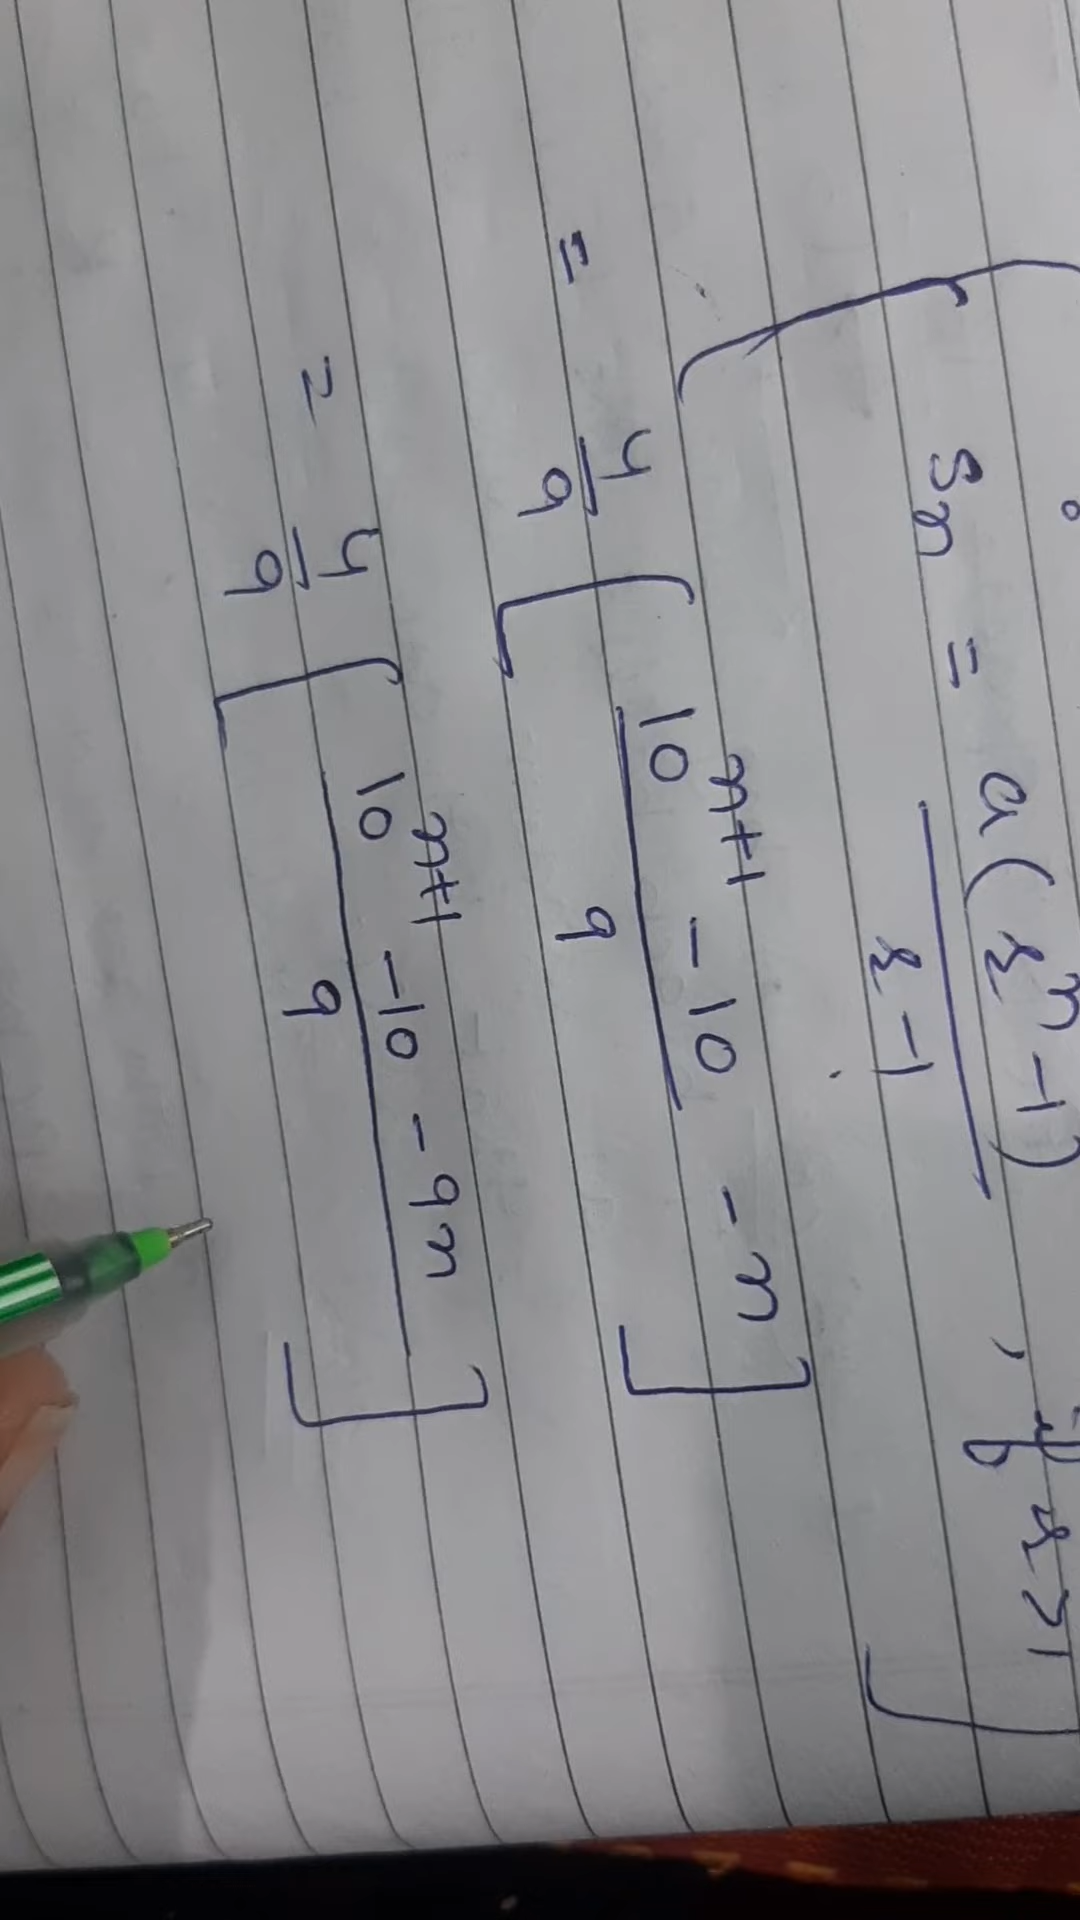 [ Sn = a(r^n - 1) / r - 1 , if r > 1 ]
= 4/9 [ 10^n+1 - 10 / 9 - n ]
= 4/9 [ 10^n+1 - 10 - 9n / 9 ]